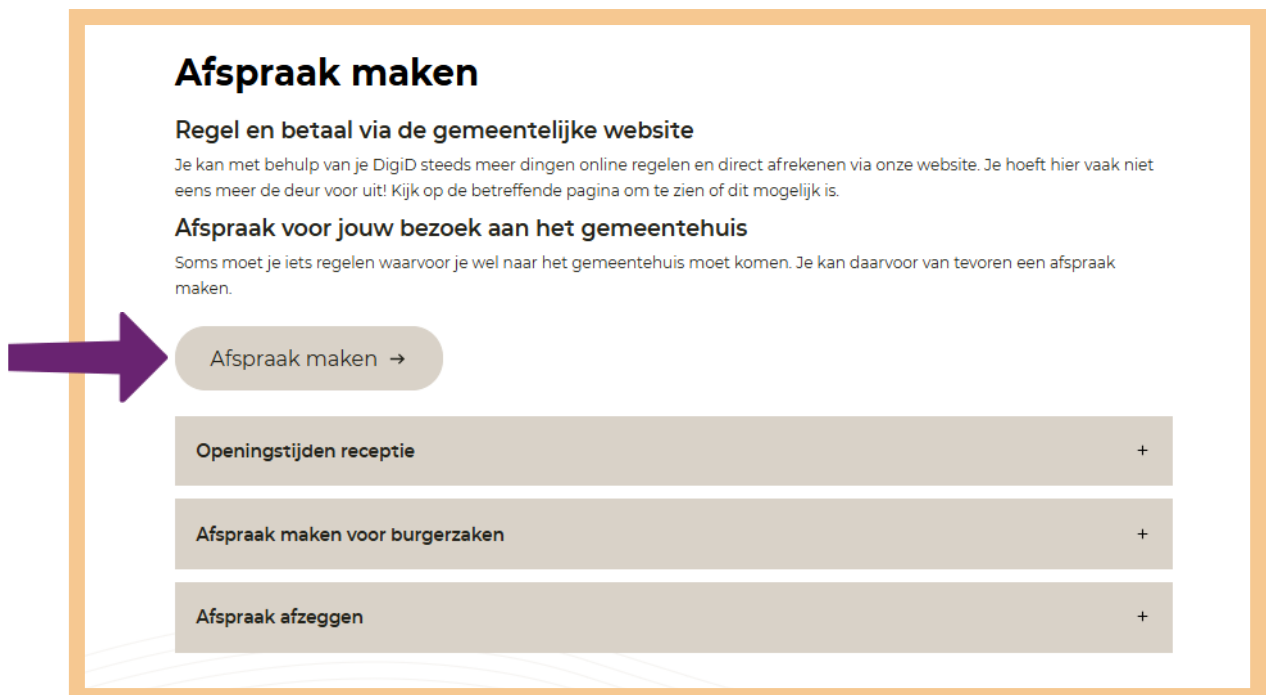 Afspraak maken
Regel en betaal via de gemeentelijke website
Je kan met behulp van je DigiD steeds meer dingen online regelen en direct afrekenen via onze website. Je hoeft hier vaak niet
eens meer de deur voor uit! Kijk op de betreffende pagina om te zien of dit mogelijk is.
Afspraak voor jouw bezoek aan het gemeentehuis
Soms moet je iets regelen waarvoor je wel naar het gemeentehuis moet komen. Je kan daarvoor van tevoren een afspraak
maken.
Afspraak maken →
Openingstijden receptie +
Afspraak maken voor burgerzaken +
Afspraak afzeggen +